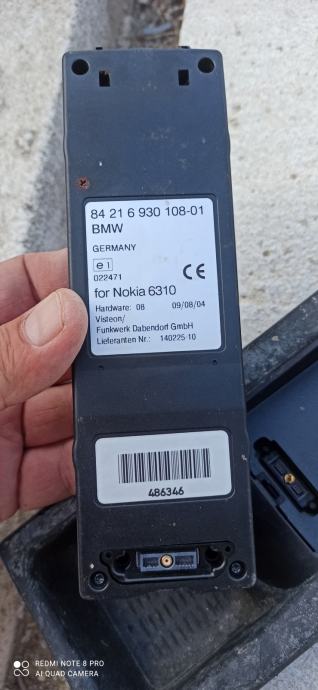 84 21 6 930 108-01
BMW
GERMANY
e1
022471
CE
for Nokia 6310
Hardware: 08 09/08/04
Visteon/
Funkwerk Dabendorf GmbH
Lieferanten Nr.: 140225-10
486346
REDMI NOTE 8 PRO
AI QUAD CAMERA